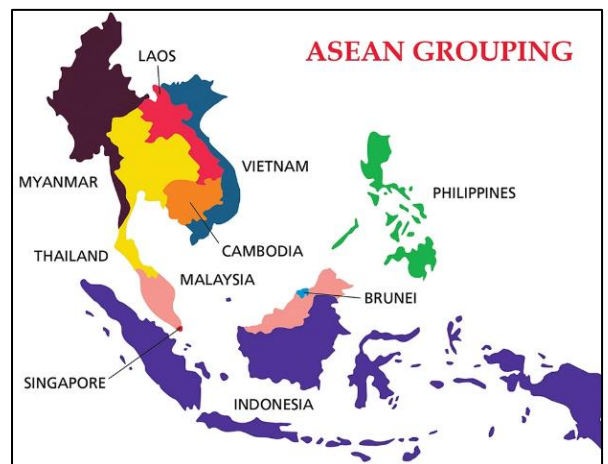 ASEAN GROUPING
LAOS
VIETNAM
MYANMAR
PHILIPPINES
CAMBODIA
THAILAND
MALAYSIA
BRUNEI
SINGAPORE
INDONESIA